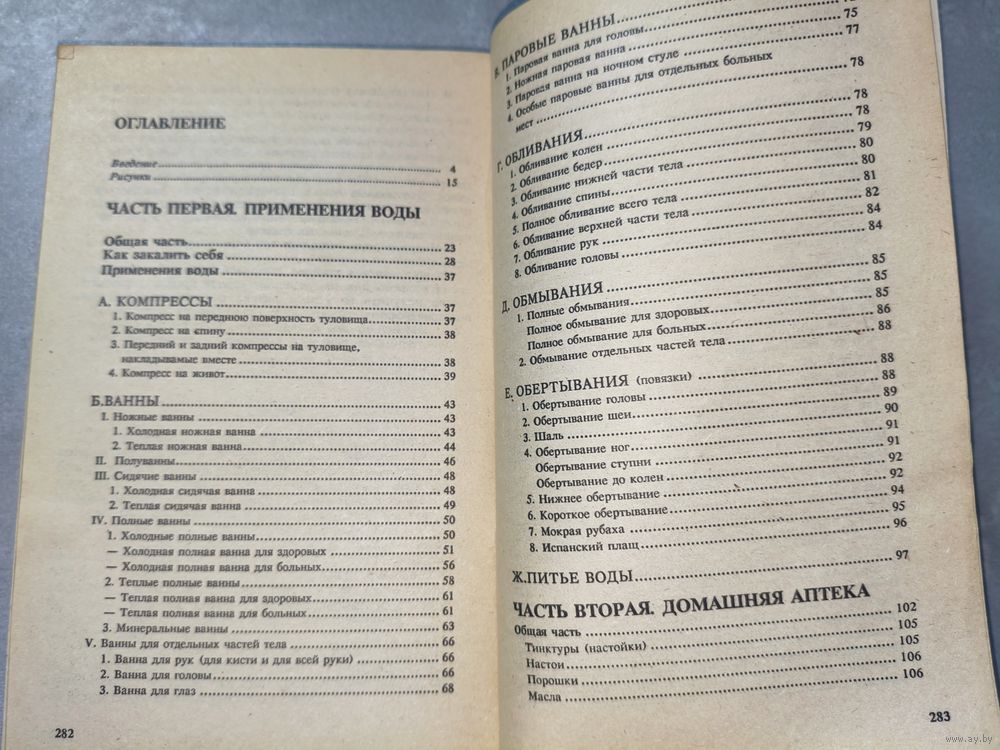 ОГЛАВЛЕНИЕ
Введение 4
Рисунки 15
ЧАСТЬ ПЕРВАЯ. ПРИМЕНЕНИЯ ВОДЫ
Общая часть 23
Как закалить себя 28
Применения воды 37
А. КОМПРЕССЫ 37
1. Компресс на переднюю поверхность туловища 37
2. Компресс на спину 38
3. Передний и задний компрессы на туловище,
накладывамые вместе 38
4. Компресс на живот 39
Б.ВАННЫ 43
I. Ножные ванны 43
1. Холодная ножная ванна 43
2. Теплая ножная ванна 44
II. Полуванны 46
III. Сидячие ванны 48
1. Холодная сидячая ванна 48
2. Теплая сидячая ванна 49
IV. Полные ванны 50
1. Холодные полные ванны 50
— Холодная полная ванна для здоровых 51
— Холодная полная ванна для больных 56
2. Теплые полные ванны 58
— Теплая полная ванна для здоровых 61
— Теплая полная ванна для больных 61
3. Минеральные ванны 63
V. Ванны для отдельных частей тела 66
1. Ванна для рук (для кисти и для всей руки) 66
2. Ванна для головы 66
3. Ванна для глаз 68
282
В. ПАРОВЫЕ ВАННЫ
1. Паровая ванна для головы
2. Ножная паровая ванна 75
3. Паровая ванна на ночном стуле 77
4. Особые паровые ванны для отдельных больных
мест 78
Г. ОБЛИВАНИЯ 78
1. Обливание колен 78
2. Обливание бедер 79
3. Обливание нижней части тела 80
4. Обливание спины 80
5. Полное обливание всего тела 81
6. Обливание верхней части тела 82
7. Обливание рук 84
8. Обливание головы 84
Д. ОБМЫВАНИЯ 85
1. Полные обмывания 85
Полное обмывание для здоровых 85
Полное обмывание для больных 86
2. Обмывание отдельных частей тела 88
Е. ОБЕРТЫВАНИЯ (повязки) 88
1. Обертывание головы 88
2. Обертывание шеи 89
3. Шаль 90
4. Обертывание ног 91
Обертывание ступни 91
Обертывание до колен 92
5. Нижнее обертывание 92
6. Короткое обертывание 94
7. Мокрая рубаха 95
8. Испанский плащ 96
Ж.ПИТЬЕ ВОДЫ 97
ЧАСТЬ ВТОРАЯ. ДОМАШНЯЯ АПТЕКА
Общая часть 102
Тинктуры (настойки) 105
Настои 105
Порошки 106
Масла 106
283
www.ay.by